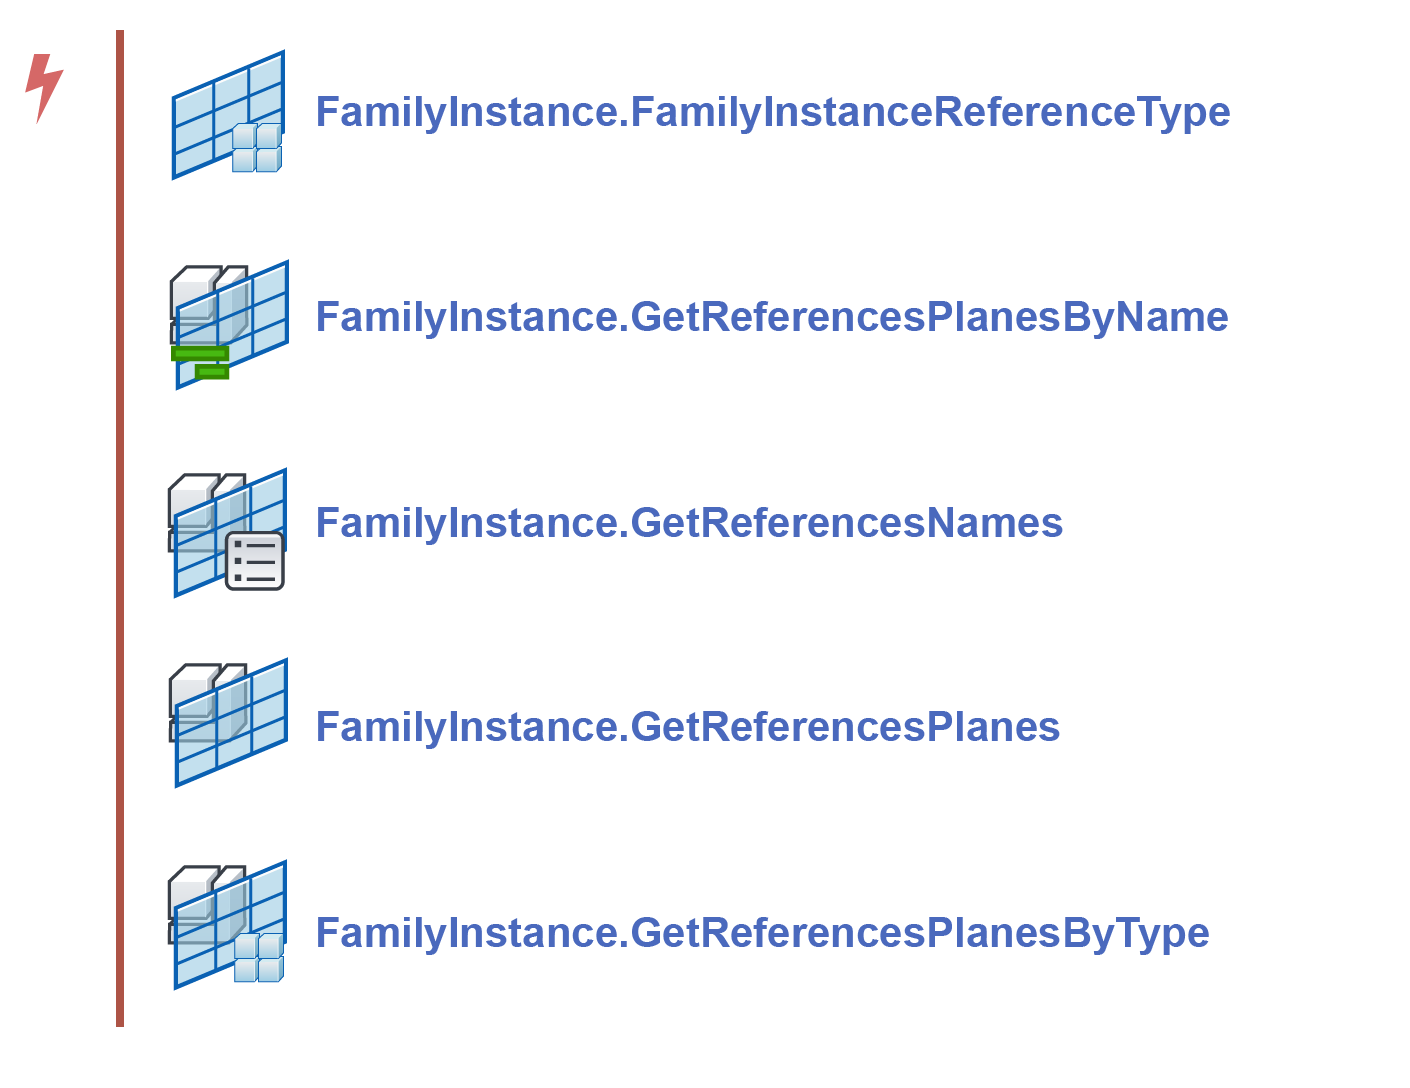 FamilyInstance.FamilyInstanceReferenceType
FamilyInstance.GetReferencesPlanesByName
FamilyInstance.GetReferencesNames
FamilyInstance.GetReferencesPlanes
FamilyInstance.GetReferencesPlanesByType